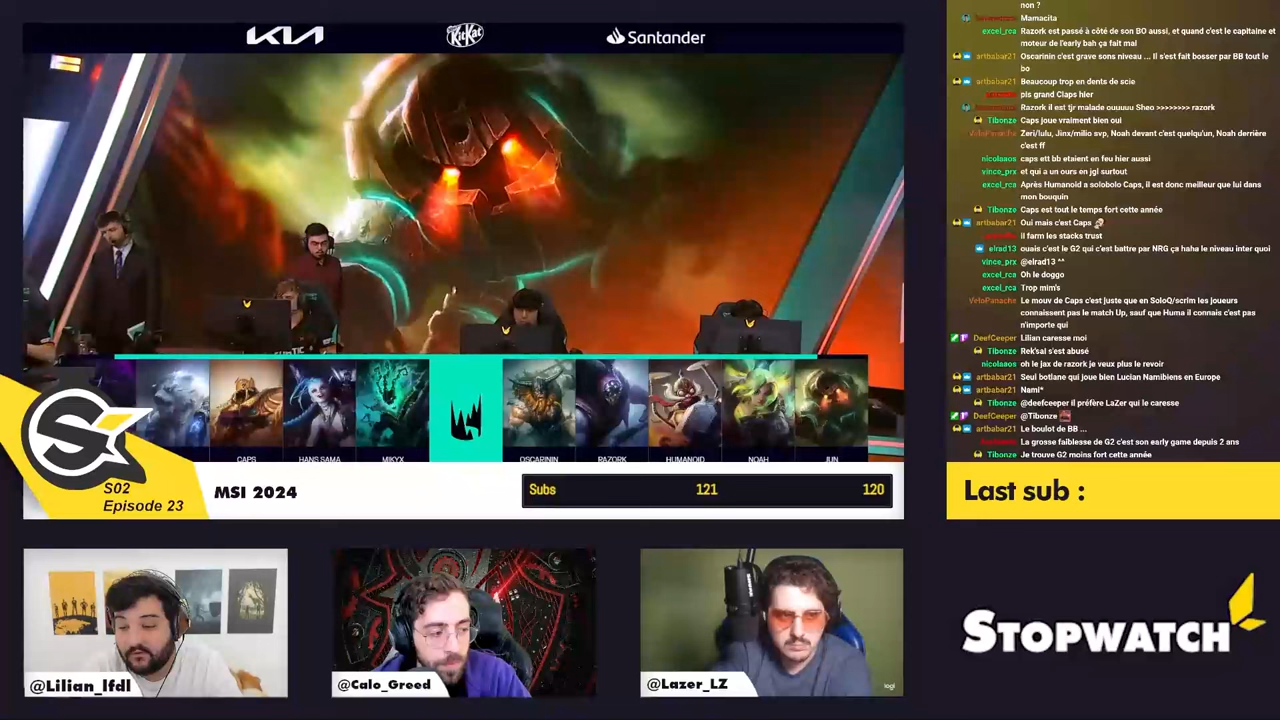 KIA
KitKat
Santander
CAPS
HANS SAMA
MIKYX
OSCARININ
RAZORK
HUMANOID
NOAH
JUN
S02
Episode 23
MSI 2024
Subs 121 120
non ?
Mamacita
excel_rca Razork est passé à côté de son BO aussi, et quand c'est le capitaine et
moteur de l'early bah ça fait mal
artbabar21 Oscarinin c'est grave sons niveau ... Il s'est fait bosser par BB tout le
bo
artbabar21 Beaucoup trop en dents de scie
pis grand Claps hier
Razork il est tjr malade ouuuuu Sheo >>>>>>>> razork
Tibonze Caps joue vraiment bien oui
VeloPanache Zeri/lulu, Jinx/milio svp, Noah devant c'est quelqu'un, Noah derrière
c'est ff
nicolaaos caps ett bb etaient en feu hier aussi
vince_prx et qui a un ours en jgl surtout
excel_rca Après Humanoid a solobolo Caps, il est donc meilleur que lui dans
mon bouquin
Tibonze Caps est tout le temps fort cette année
artbabar21 Oui mais c'est Caps
il farm les stacks trust
elrad13 ouais c'est le G2 qui c'est battre par NRG ça haha le niveau inter quoi
vince_prx @elrad13 ^^
excel_rca Oh le doggo
excel_rca Trop mim's
VeloPanache Le mouv de Caps c'est juste que en SoloQ/scrim les joueurs
connaissent pas le match Up, sauf que Huma il connais c'est pas
n'importe qui
DeefCeeper Lilian caresse moi
Tibonze Rek'sai s'est abusé
nicolaaos oh le jax de razork je veux plus le revoir
artbabar21 Seul botlane qui joue bien Lucian Namibiens en Europe
artbabar21 Nami*
Tibonze @deefceeper il préfère LaZer qui le caresse
DeefCeeper @Tibonze
artbabar21 Le boulot de BB ...
La grosse faiblesse de G2 c'est son early game depuis 2 ans
Tibonze Je trouve G2 moins fort cette année
Last sub :
@Lilian_lfdl
@Calo_Greed
@Lazer_LZ
logi
STOPWATCH